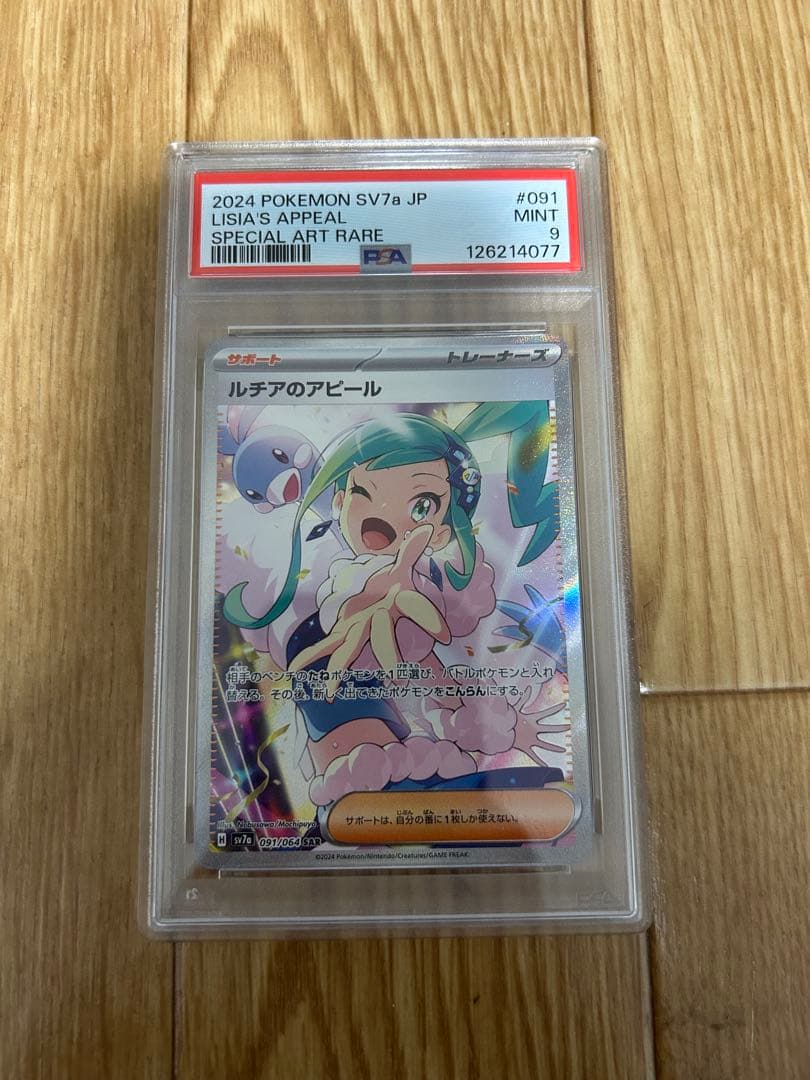 2024 POKEMON SV7a JP #091
LISIA'S APPEAL MINT
SPECIAL ART RARE 9
PSA 126214077
サポート トレーナーズ
ルチアのアピール
相手のベンチのたねポケモンを1匹選び、バトルポケモンと入れ
替える。その後、新しく出てきたポケモンをこんらんにする。
サポートは、自分の番に1枚しか使えない。
Illus. Nobusawa/Mochipuyo
H sv7a 091/064 SAR
©2024 Pokémon/Nintendo/Creatures/GAME FREAK.